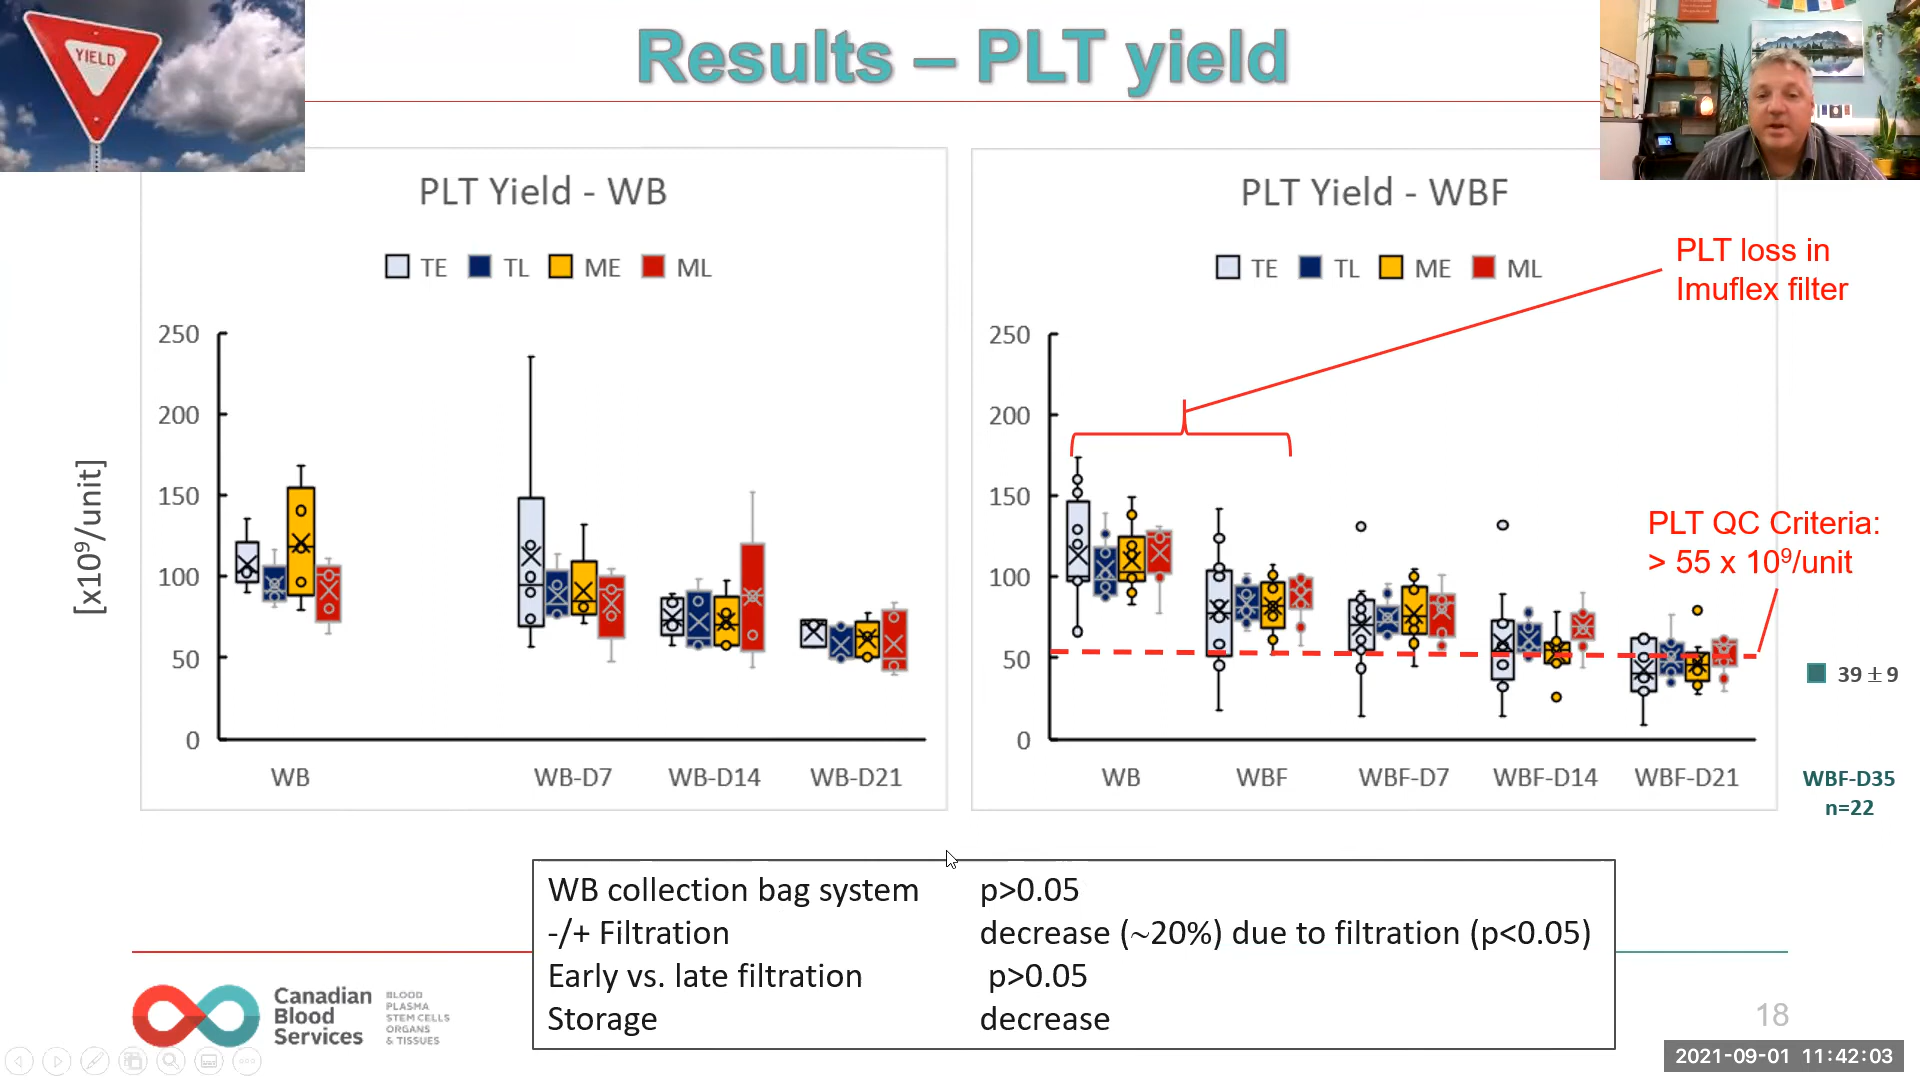 YIELD
Results – PLT yield
PLT Yield - WB
TE TL ME ML
[x10⁹/unit]
250
200
150
100
50
0
WB WB-D7 WB-D14 WB-D21
PLT Yield - WBF
TE TL ME ML
250
200
150
100
50
0
WB WBF WBF-D7 WBF-D14 WBF-D21
PLT loss in
Imuflex filter
PLT QC Criteria:
> 55 x 10⁹/unit
39 ± 9
WBF-D35
n=22
WB collection bag system p>0.05
-/+ Filtration decrease (~20%) due to filtration (p<0.05)
Early vs. late filtration p>0.05
Storage decrease
Canadian
Blood
Services
BLOOD
PLASMA
STEM CELLS
ORGANS
& TISSUES
18
2021-09-01 11:42:03